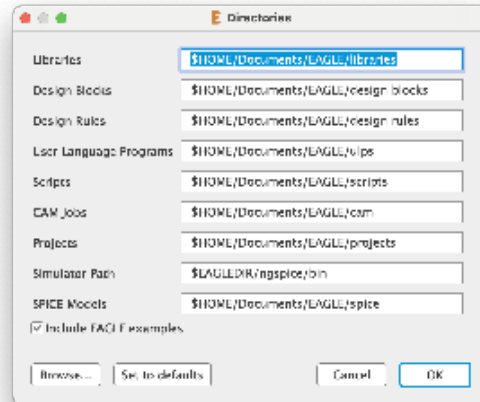 Directories
Libraries $HOME/Documents/EAGLE/libraries
Design Blocks $HOME/Documents/EAGLE/design blocks
Design Rules $HOME/Documents/EAGLE/design rules
User Language Programs $HOME/Documents/EAGLE/ulps
Scripts $HOME/Documents/EAGLE/scripts
CAM Jobs $HOME/Documents/EAGLE/cam
Projects $HOME/Documents/EAGLE/projects
Simulator Path $EAGLEDIR/ngspice/bin
SPICE Models $HOME/Documents/EAGLE/spice
Include EAGLE examples
Browse... Set to defaults Cancel OK